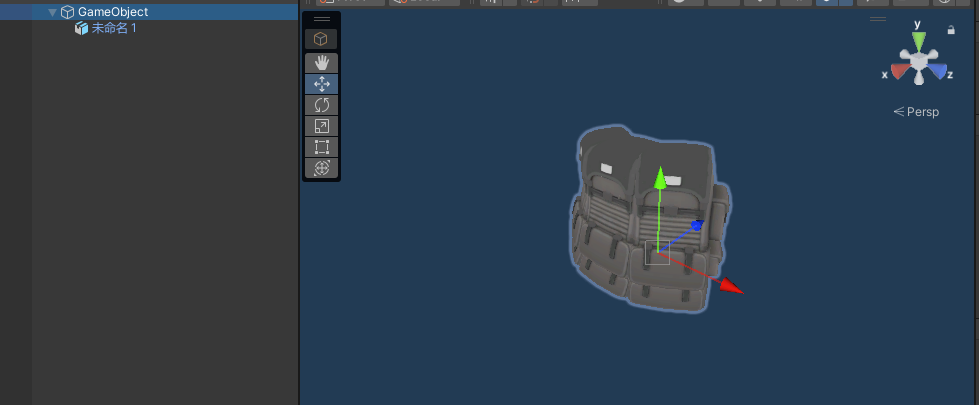 GameObject
未命名 1
y
x
z
Persp